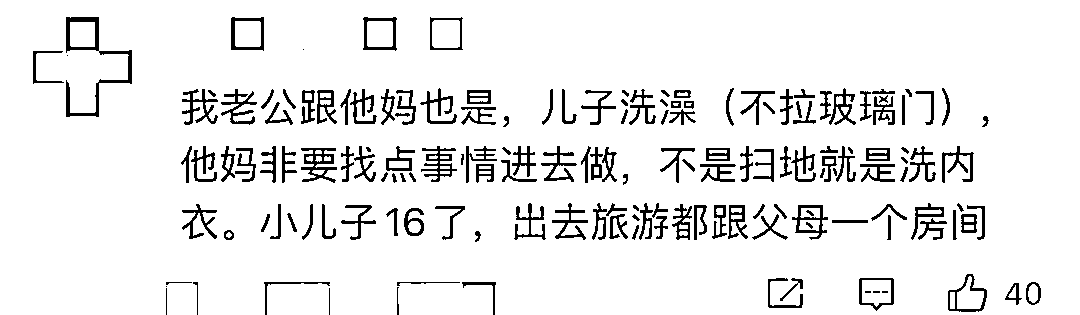 我老公跟他妈也是，儿子洗澡（不拉玻璃门），
他妈非要找点事情进去做，不是扫地就是洗内
衣。小儿子16了，出去旅游都跟父母一个房间
40